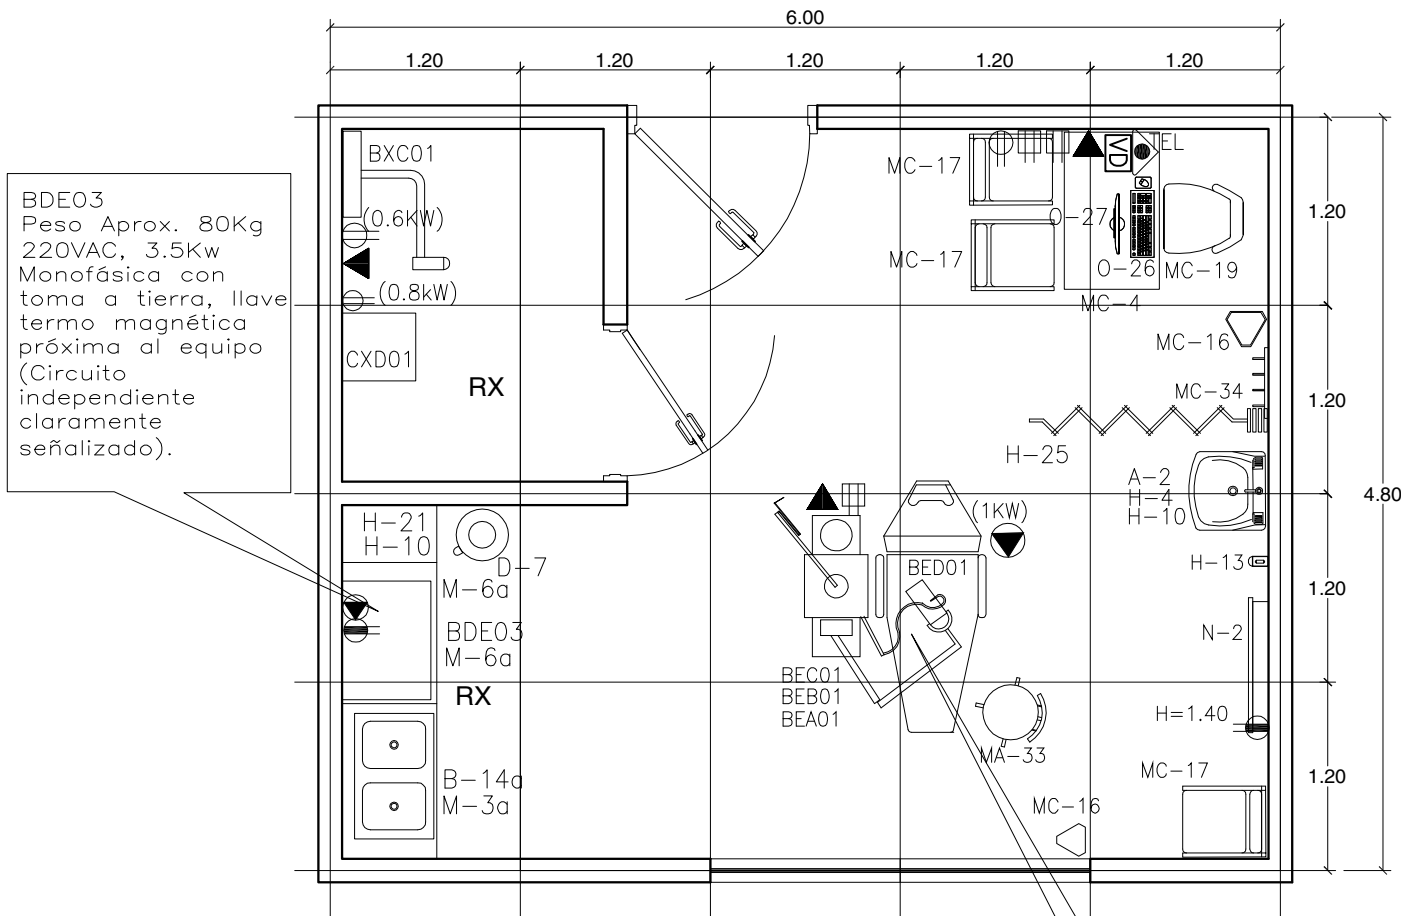 6.00
1.20 1.20 1.20 1.20 1.20
BDE03
Peso Aprox. 80Kg
220VAC, 3.5Kw
Monofásica con
toma a tierra, llave
termo magnética
próxima al equipo
(Circuito
independiente
claramente
señalizado).
BXC01
(0.6KW)
(0.8kW)
CXD01
RX
MC-17
MC-17
VD
TEL
O-27
O-26
MC-19
MC-4
MC-16
MC-34
H-25
A-2
H-4
H-10
H-13
N-2
H=1.40
MC-17
MC-16
MA-33
(1KW)
BED01
BEC01
BEB01
BEA01
H-21
H-10
D-7
M-6a
BDE03
M-6a
RX
B-14a
M-3a
1.20
1.20
1.20
1.20
4.80